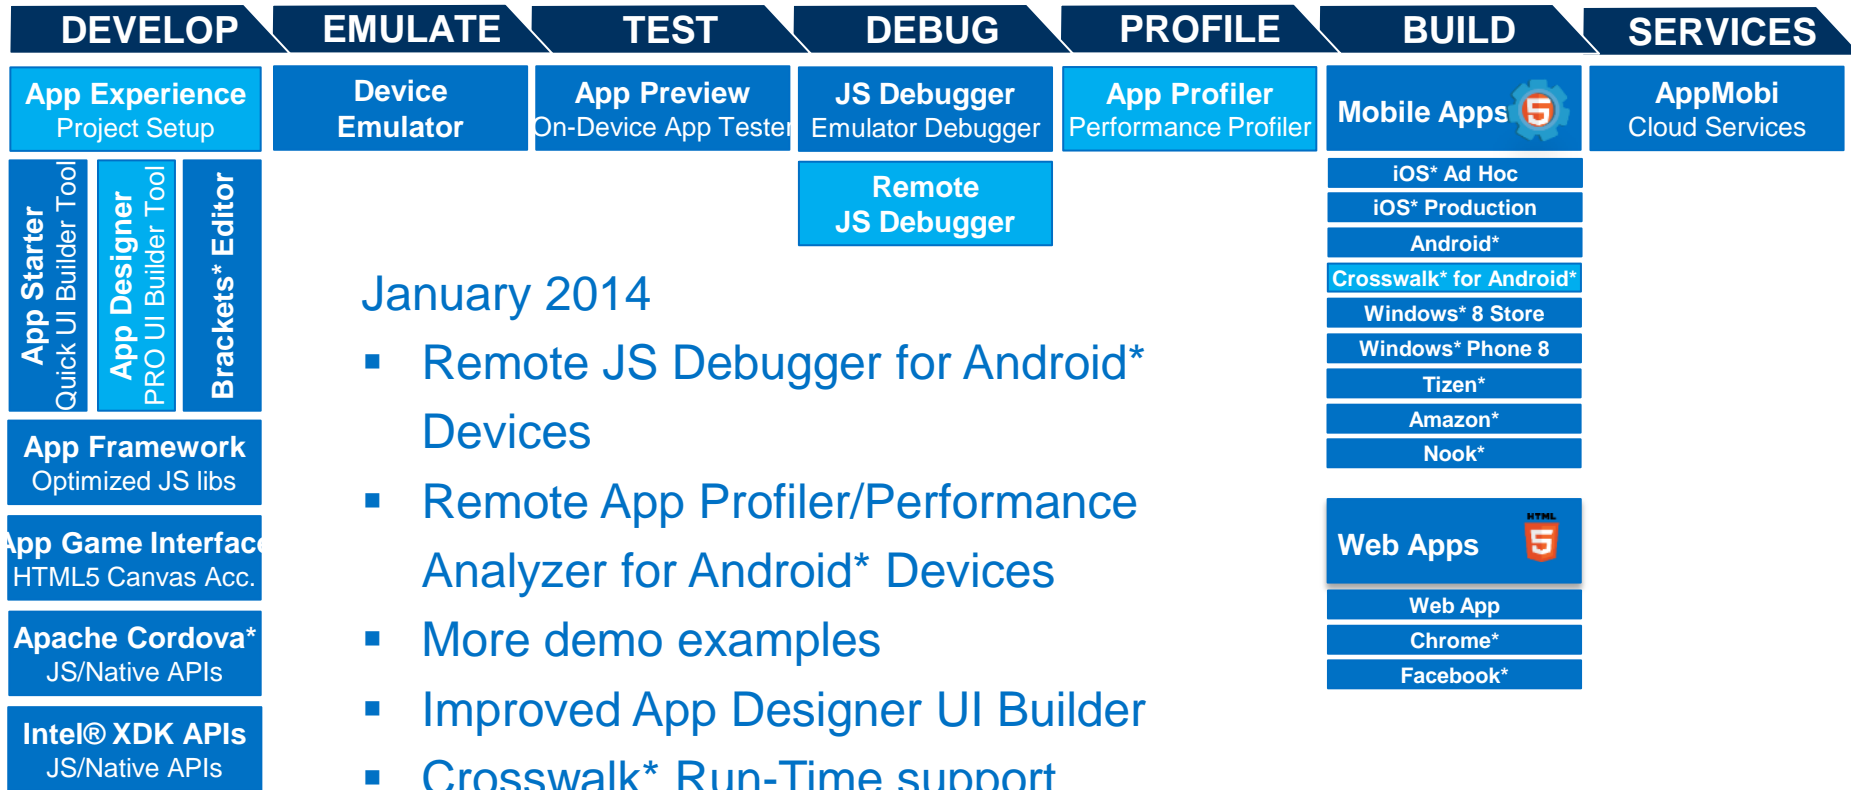 DEVELOP EMULATE TEST DEBUG PROFILE BUILD SERVICES
App Experience
Project Setup
Device
Emulator
App Preview
On-Device App Tester
JS Debugger
Emulator Debugger
App Profiler
Performance Profiler
Mobile Apps 5
AppMobi
Cloud Services
App Starter
Quick UI Builder Tool
App Designer
PRO UI Builder Tool
Brackets* Editor
Remote
JS Debugger
iOS* Ad Hoc
iOS* Production
Android*
Crosswalk* for Android*
Windows* 8 Store
Windows* Phone 8
Tizen*
Amazon*
Nook*
App Framework
Optimized JS libs
App Game Interface
HTML5 Canvas Acc.
Apache Cordova*
JS/Native APIs
Intel® XDK APIs
JS/Native APIs
January 2014
▪ Remote JS Debugger for Android*
Devices
▪ Remote App Profiler/Performance
Analyzer for Android* Devices
▪ More demo examples
▪ Improved App Designer UI Builder
▪ Crosswalk* Run-Time support
Web Apps
HTML
5
Web App
Chrome*
Facebook*